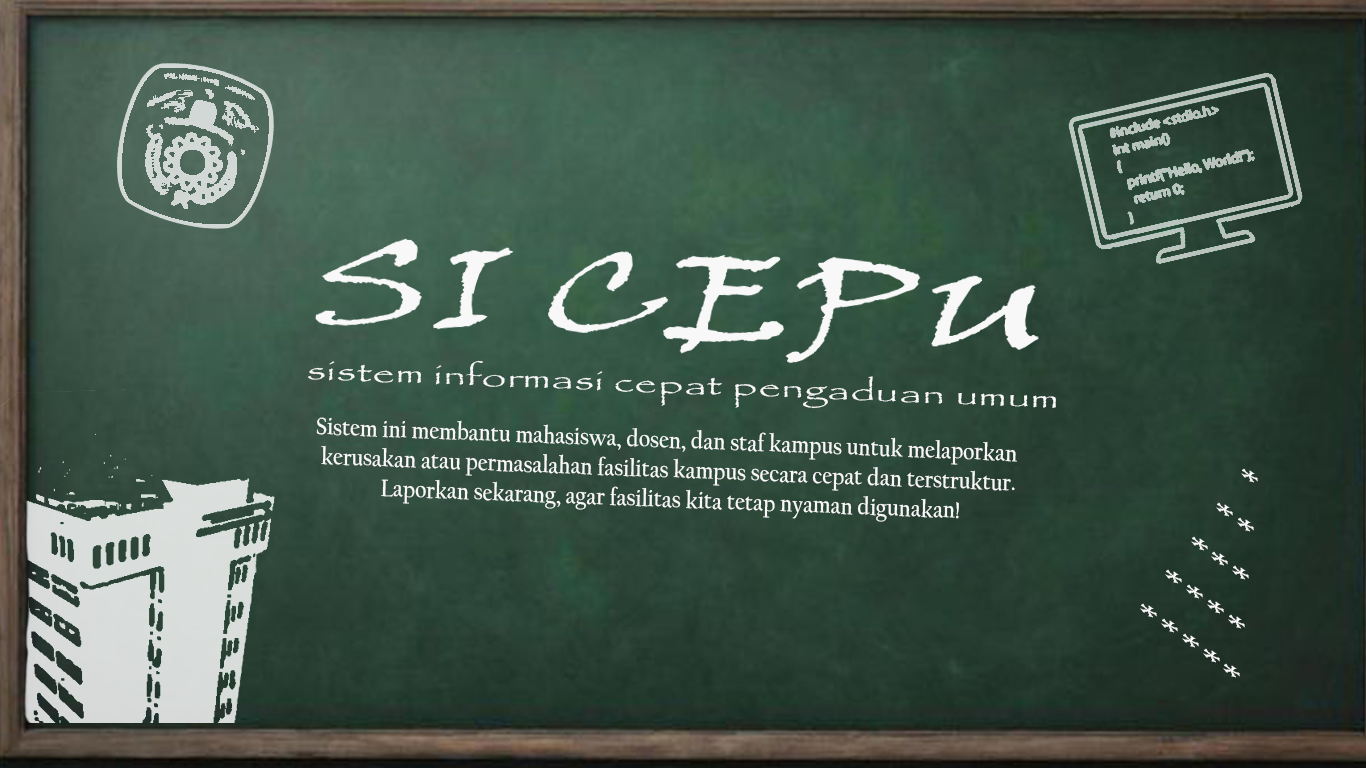 #include <stdio.h>
int main()
{
printf("Hello, World!");
return 0;
}
SI CEPU
sistem informasi cepat pengaduan umum
Sistem ini membantu mahasiswa, dosen, dan staf kampus untuk melaporkan
kerusakan atau permasalahan fasilitas kampus secara cepat dan terstruktur.
Laporkan sekarang, agar fasilitas kita tetap nyaman digunakan!
*
* *
* * *
* * * *
* * * * *